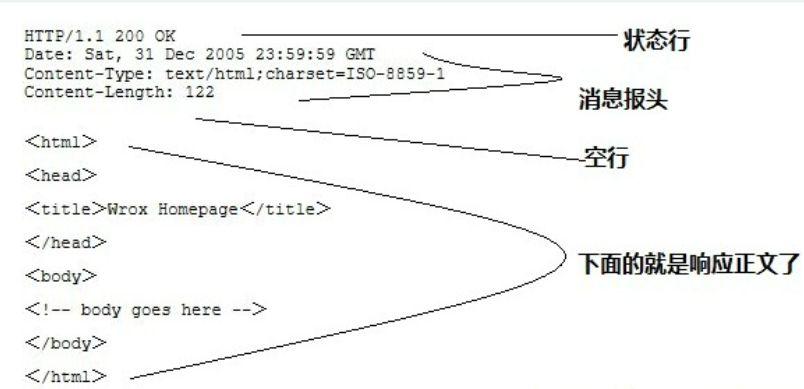 HTTP/1.1 200 OK
状态行
Date: Sat, 31 Dec 2005 23:59:59 GMT
Content-Type: text/html;charset=ISO-8859-1
Content-Length: 122
消息报头
空行
<html>
<head>
<title>Wrox Homepage</title>
</head>
<body>
下面的就是响应正文了
<!-- body goes here -->
</body>
</html>